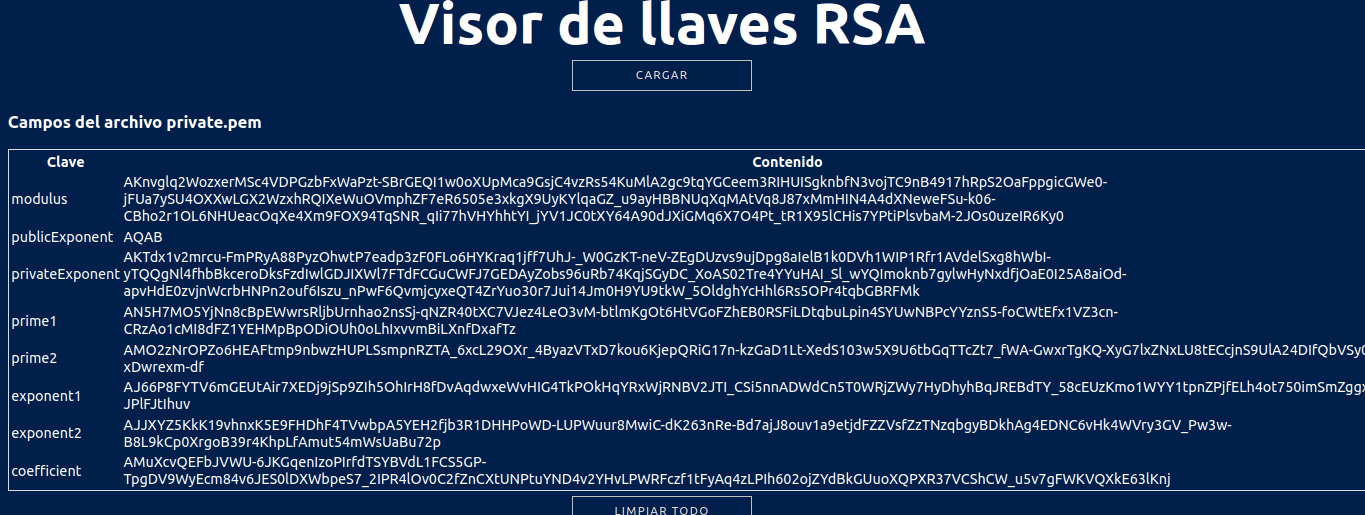 Visor de llaves RSA
CARGAR
Campos del archivo private.pem
Clave Contenido
modulus AKnvglq2WozxerMSc4VDPGzbFxWaPzt-SBrGEQI1w0oXUpMca9GsjC4vzRs54KuMlA2gc9tqYGCeem3RIHUISgknbfN3vojTC9nB4917hRpS2OaFppgicGWe0-
jFUa7ySU4OXXwLGX2WzxhRQIXeWuOVmphZF7eR6505e3xkgX9UyKYlqaGZ_u9ayHBBNUqXqMAtVq8J87xMmHIN4A4dXNeweFSu-k06-
CBho2r1OL6NHUeacOqXe4Xm9FOX94TqSNR_qIi77hVHYhhtYI_jYV1JC0tXY64A90dJXiGMq6X7O4Pt_tR1X95lCHis7YPtiPlsvbaM-2JOs0uzeIR6Ky0
publicExponent AQAB
privateExponent AKTdx1v2mrcu-FmPRyA88PyzOhwtP7eadp3zF0FLo6HYKraq1jff7UhJ-_W0GzKT-neV-ZEgDUzvs9ujDpg8aIelB1k0DVh1WIP1Rfr1AVdelSxg8hWbI-
yTQQgNl4fhbBkceroDksFzdIwlGDJIXWl7FTdFCGuCWFJ7GEDAyZobs96uRb74KqjSGyDC_XoAS02Tre4YYuHAI_Sl_wYQImoknb7gylwHyNxdfjOaE0I25A8aiOd-
apvHdE0zvjnWcrbHNPn2ouf6Iszu_nPwF6QvmjcyxeQT4ZrYuo30r7Jui14Jm0H9YU9tkW_5OldghYcHhl6Rs5OPr4tqbGBRFMk
prime1 AN5H7MO5YjNn8cBpEWwrsRljbUrnhao2nsSj-qNZR40tXC7VJez4LeO3vM-btlmKgOt6HtVGoFZhEB0RSFiLDtqbuLpin4SYUwNBPcYYznS5-foCWtEfx1VZ3cn-
CRzAo1cMI8dFZ1YEHMpBpODiOUh0oLhIxvvmBiLXnfDxafTz
prime2 AMO2zNrOPZo6HEAFtmp9nbwzHUPLSsmpnRZTA_6xcL29OXr_4ByazVTxD7kou6KjepQRiG17n-kzGaD1Lt-XedS103w5X9U6tbGqTTcZt7_fWA-GwxrTgKQ-XyG7lxZNxLU8tECcjnS9UlA24DIfQbVSy0
xDwrexm-df
exponent1 AJ66P8FYTV6mGEUtAir7XEDj9jSp9ZIh5OhIrH8fDvAqdwxeWvHIG4TkPOkHqYRxWjRNBV2JTI_CSi5nnADWdCn5T0WRjZWy7HyDhyhBqJREBdTY_58cEUzKmo1WYY1tpnZPjfELh4ot750imSmZggx
JPlFJtIhuv
exponent2 AJJXYZ5KkK19vhnxK5E9FHDhF4TVwbpA5YEH2fjb3R1DHHPoWD-LUPWuur8MwiC-dK263nRe-Bd7ajJ8ouv1a9etjdFZZVsfZzTNzqbgyBDkhAg4EDNC6vHk4WVry3GV_Pw3w-
B8L9kCp0XrgoB39r4KhpLfAmut54mWsUaBu72p
coefficient AMuXcvQEFbJVWU-6JKGqenIzoPIrfdTSYBVdL1FCS5GP-
TpgDV9WyEcm84v6JES0lDXWbpeS7_2IPR4lOv0C2fZnCXtUNPtuYND4v2YHvLPWRFczf1tFyAq4zLPIh602ojZYdBkGUuoXQPXR37VCShCW_u5v7gFWKVQXkE63lKnj
LIMPIAR TODO